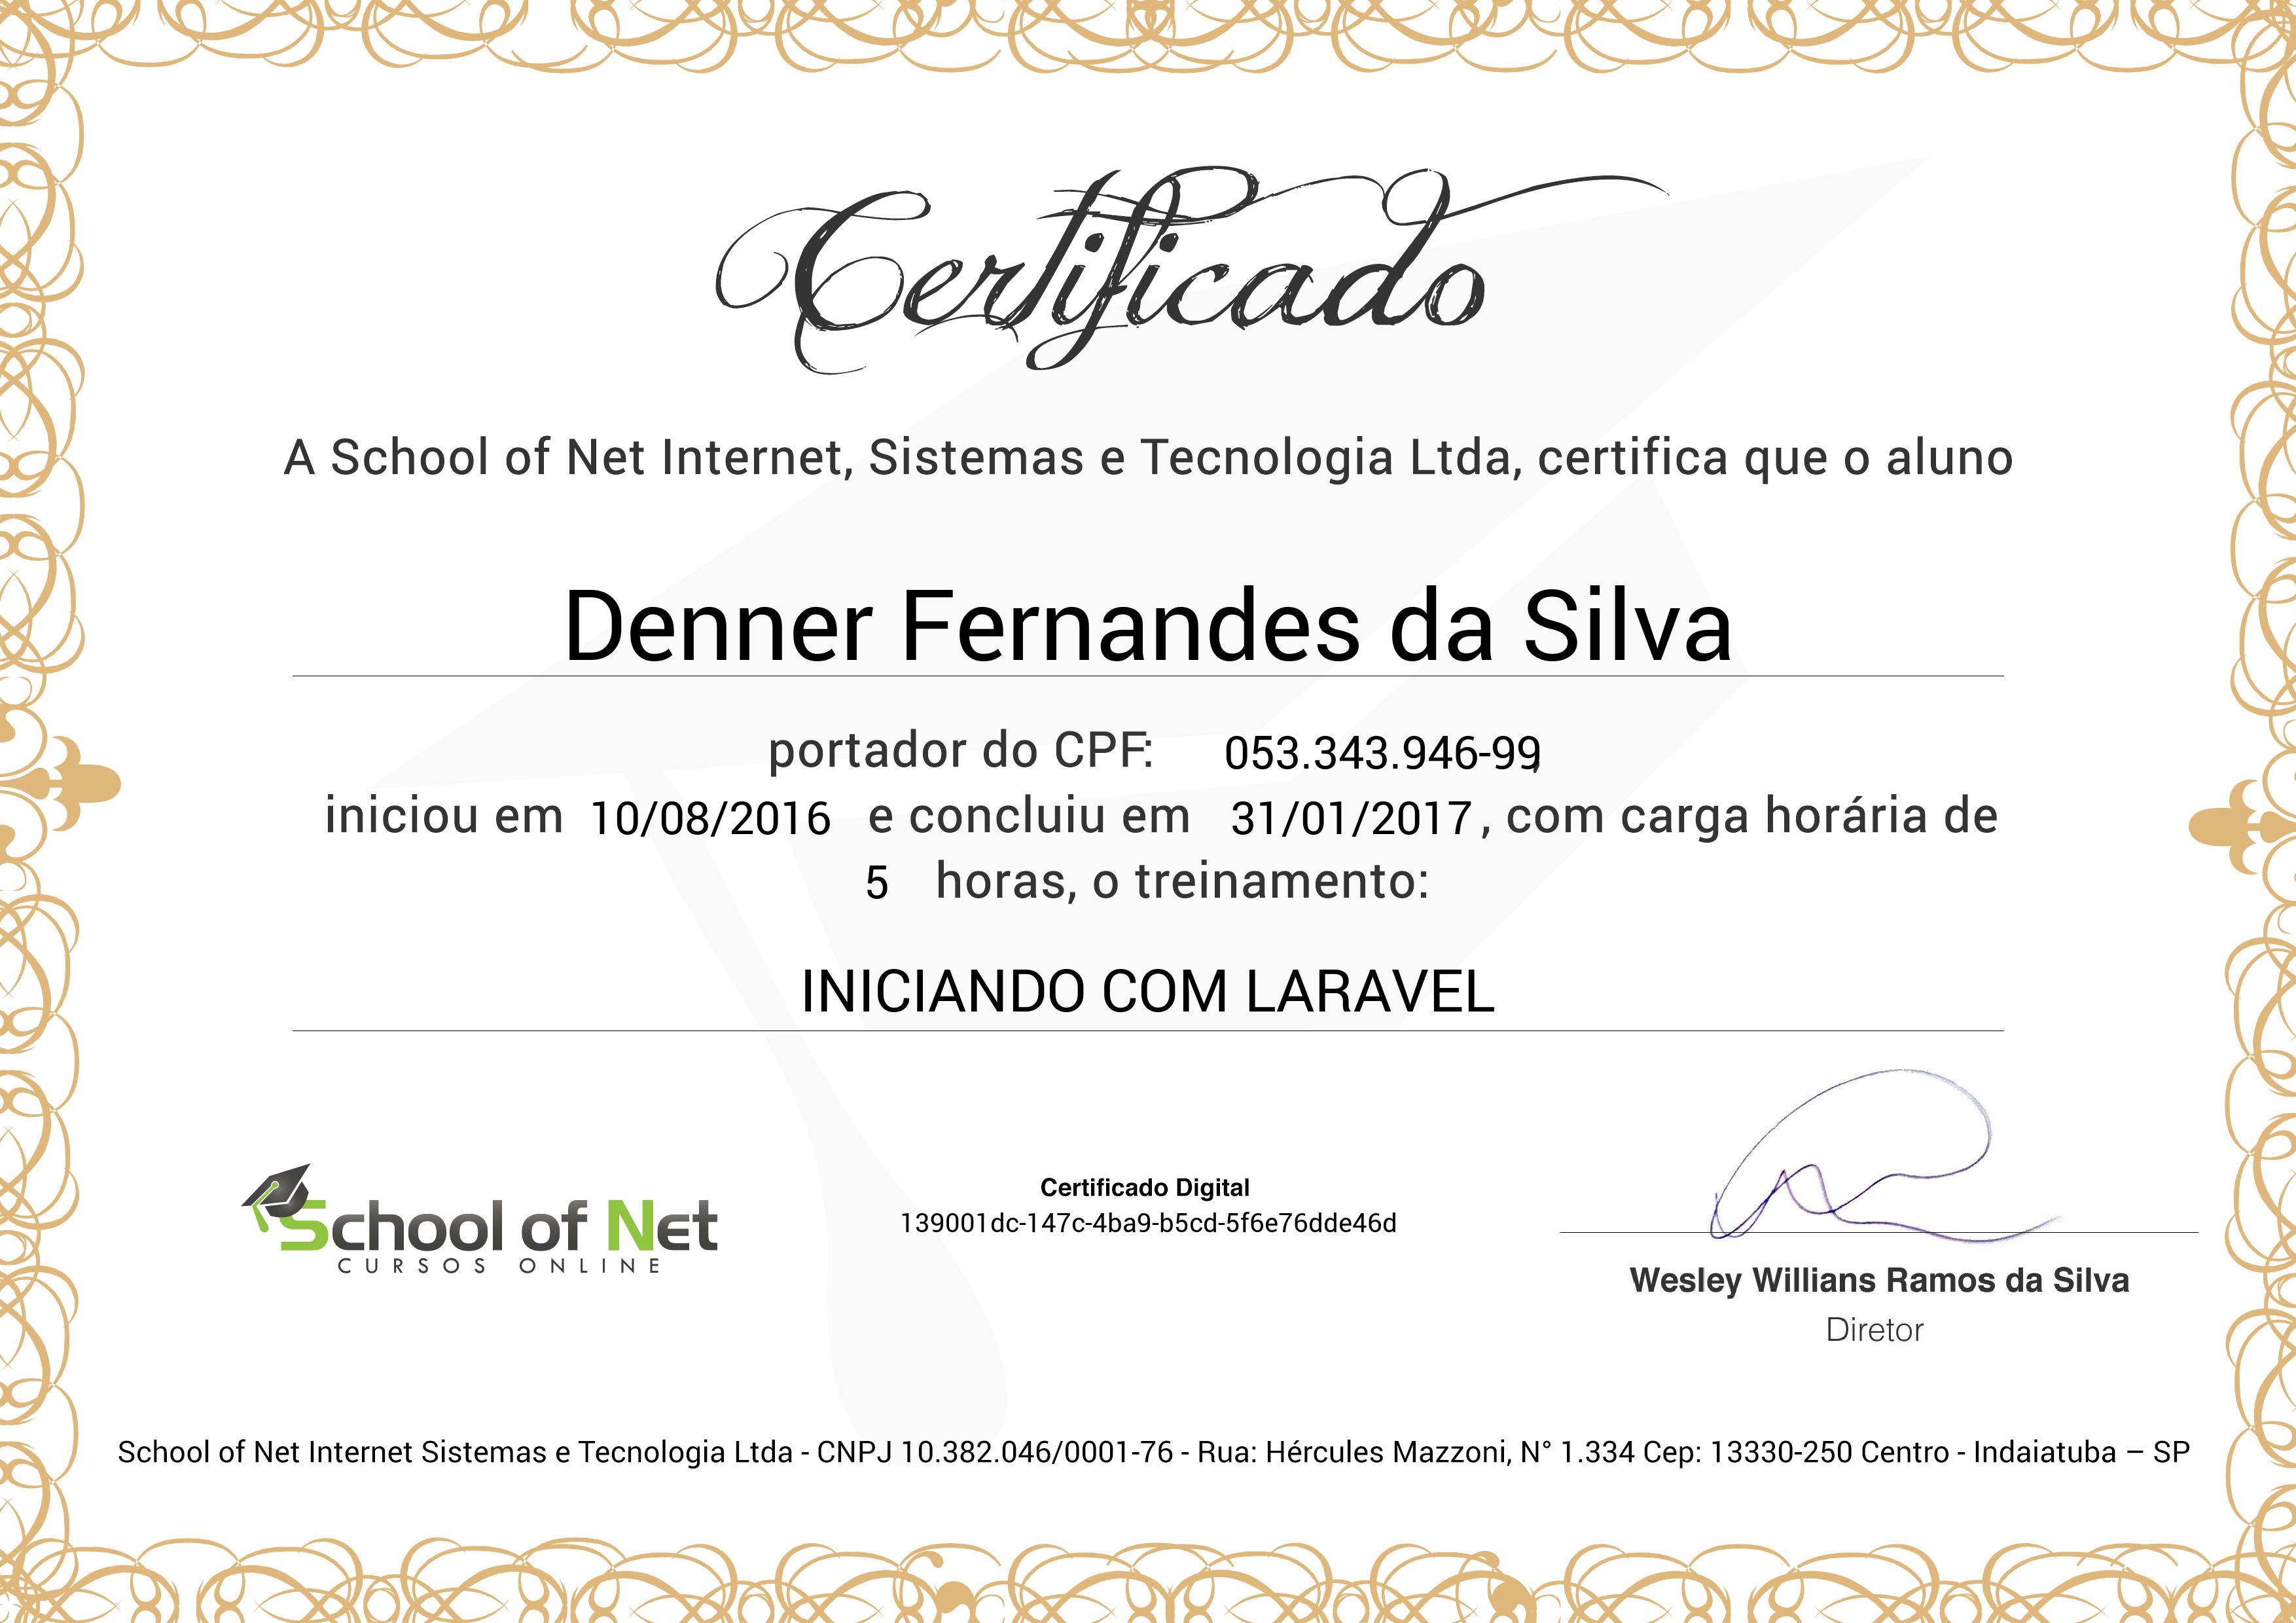 Certificado
A School of Net Internet, Sistemas e Tecnologia Ltda, certifica que o aluno
Denner Fernandes da Silva
portador do CPF: 053.343.946-99,
iniciou em 10/08/2016 e concluiu em 31/01/2017, com carga horária de
5 horas, o treinamento:
INICIANDO COM LARAVEL
School of Net
CURSOS ONLINE
Certificado Digital
139001dc-147c-4ba9-b5cd-5f6e76dde46d
Wesley Willians Ramos da Silva
Diretor
School of Net Internet Sistemas e Tecnologia Ltda - CNPJ 10.382.046/0001-76 - Rua: Hércules Mazzoni, N° 1.334 Cep: 13330-250 Centro - Indaiatuba – SP